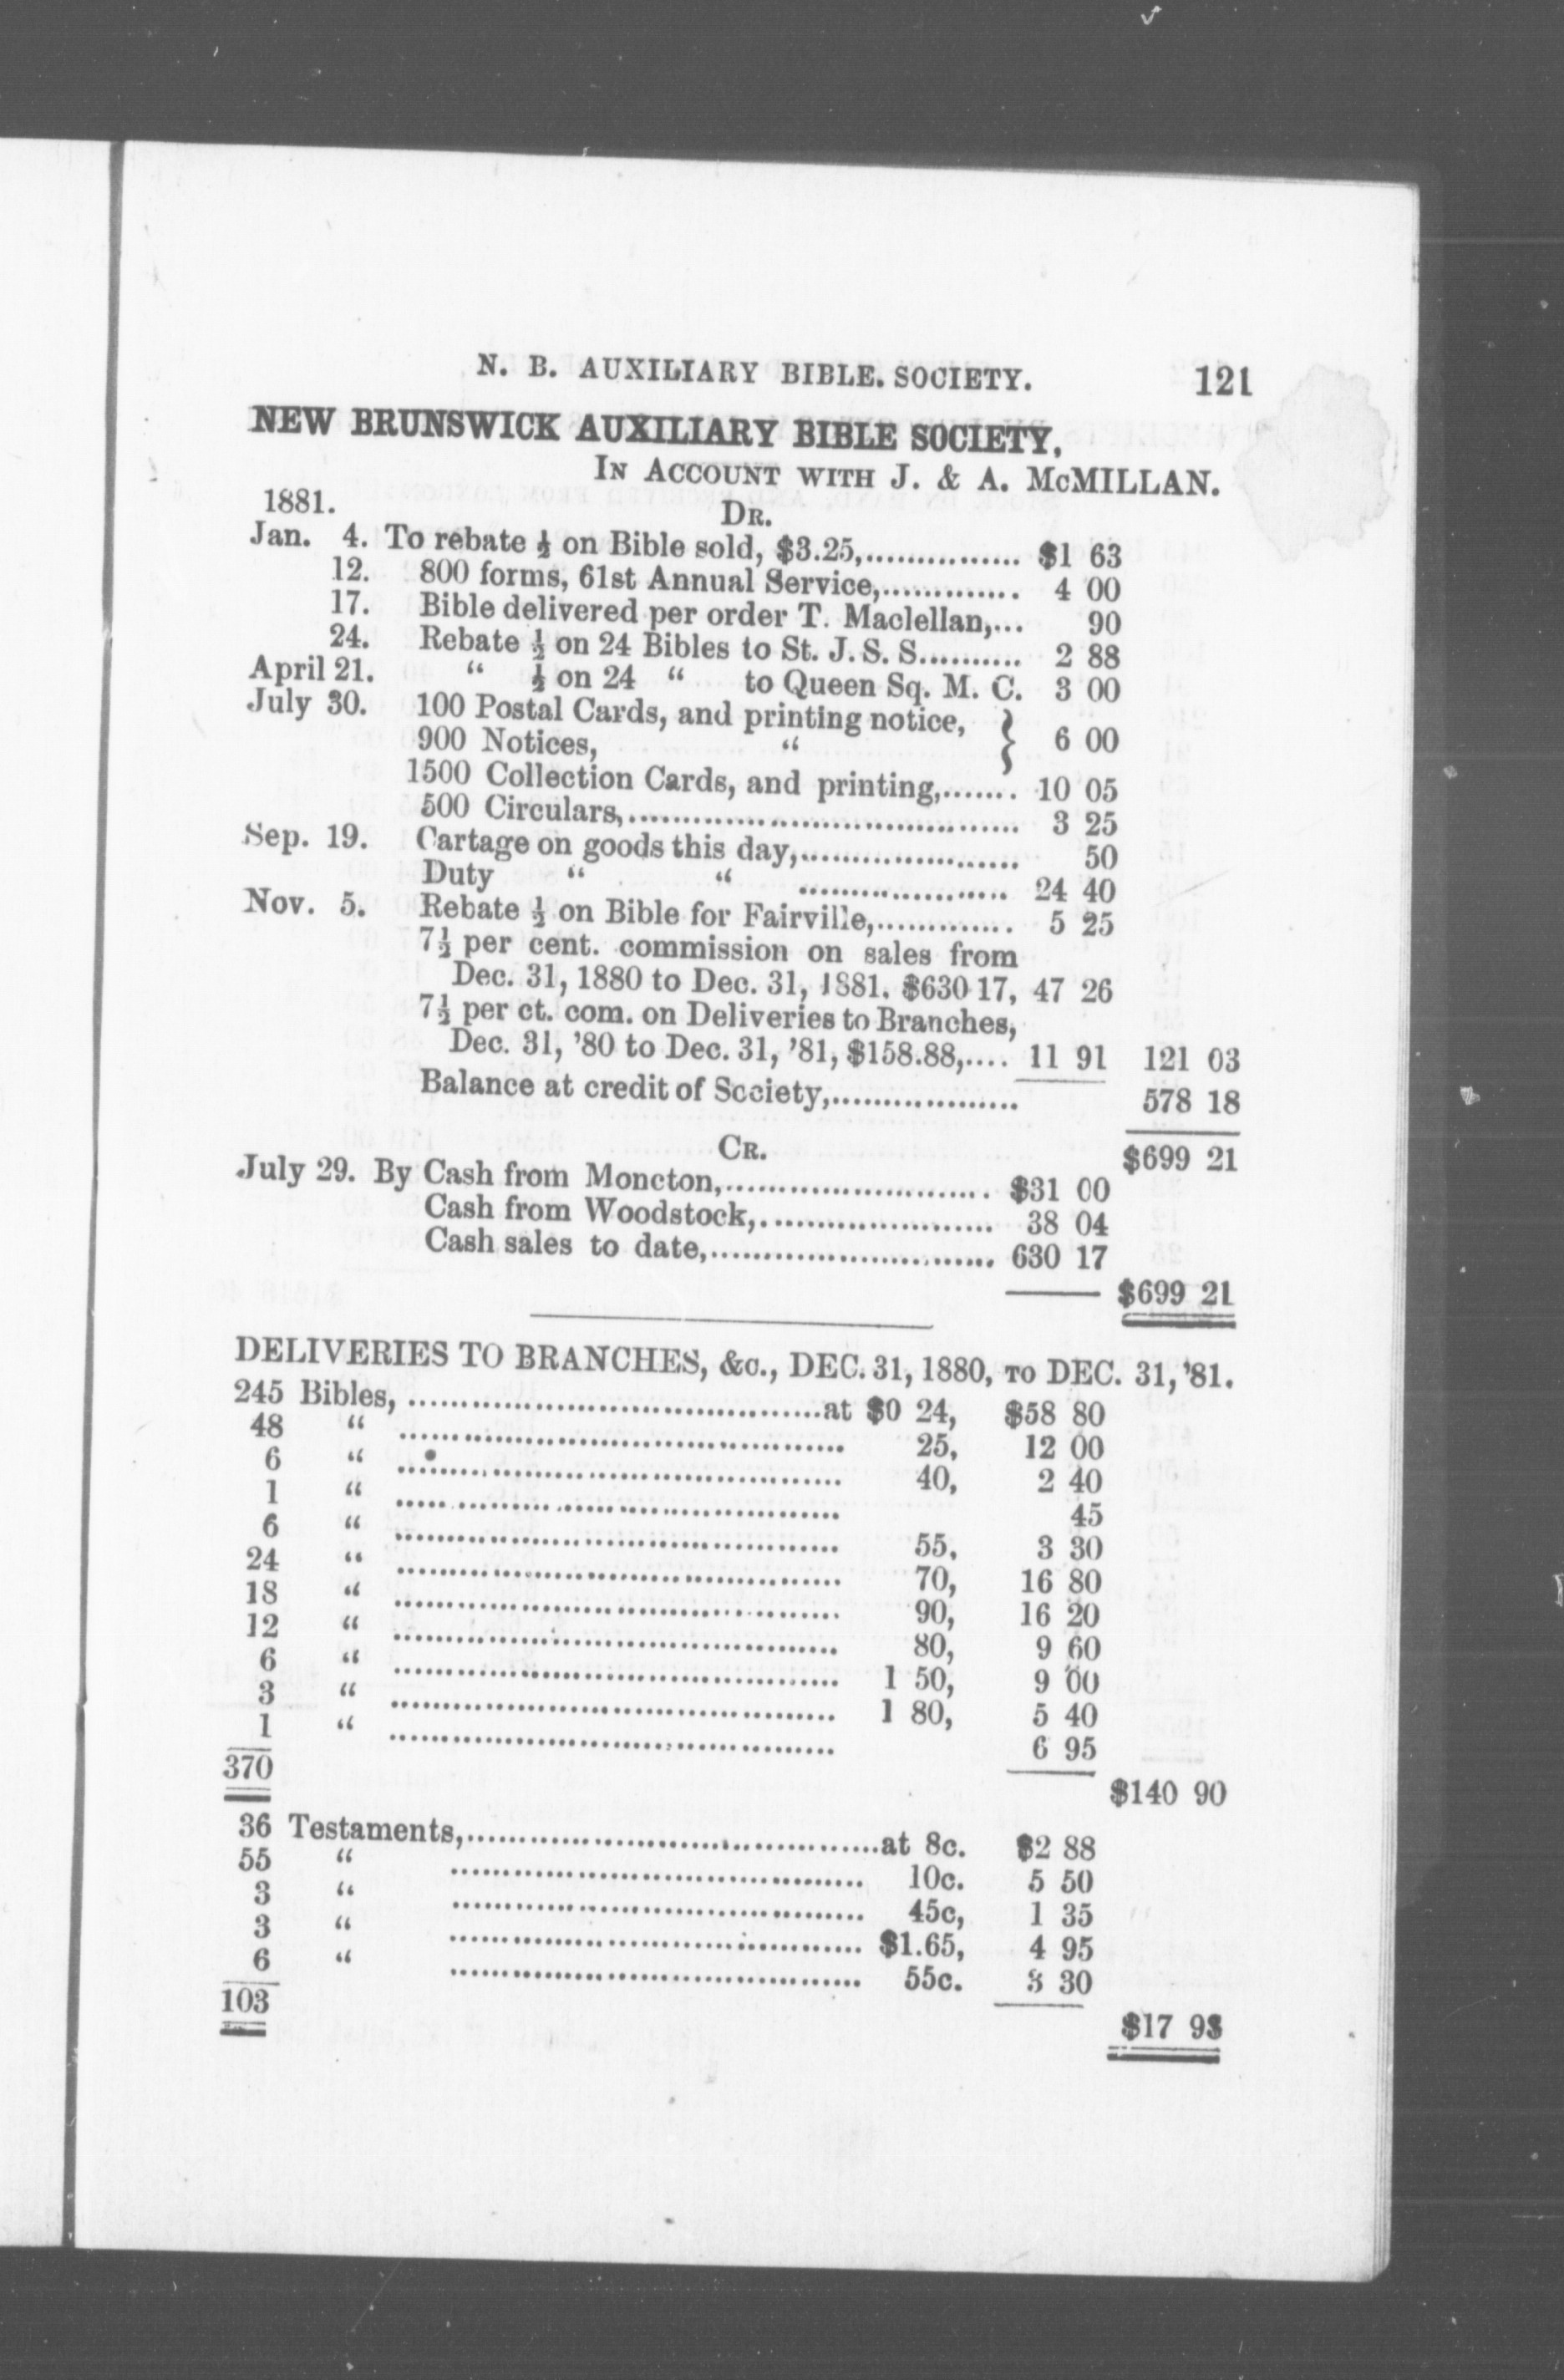 N. B. AUXILIARY BIBLE. SOCIETY. 121
NEW BRUNSWICK AUXILIARY BIBLE SOCIETY,
IN ACCOUNT WITH J. & A. McMILLAN.
1881. DR.
Jan. 4. To rebate ½ on Bible sold, $3.25,............... $1 63
12. 800 forms, 61st Annual Service,............. 4 00
17. Bible delivered per order T. Maclellan,... 90
24. Rebate ½ on 24 Bibles to St. J. S. S.......... 2 88
April 21. “ ½ on 24 “ to Queen Sq. M. C. 3 00
July 30. 100 Postal Cards, and printing notice,
900 Notices, “ } 6 00
1500 Collection Cards, and printing,....... 10 05
500 Circulars,..................................... 3 25
Sep. 19. Cartage on goods this day,..................... 50
Duty “ “ .................... 24 40
Nov. 5. Rebate ½ on Bible for Fairville,............. 5 25
7½ per cent. commission on sales from
Dec. 31, 1880 to Dec. 31, 1881. $630 17, 47 26
7½ per ct. com. on Deliveries to Branches,
Dec. 31, ’80 to Dec. 31, ’81, $158.88,.... 11 91 121 03
Balance at credit of Society,.................. 578 18
CR. $699 21
July 29. By Cash from Moncton,......................... $31 00
Cash from Woodstock,...................... 38 04
Cash sales to date,........................... 630 17
$699 21
DELIVERIES TO BRANCHES, &c., DEC. 31, 1880, TO DEC. 31, ’81.
245 Bibles, .......................................at $0 24, $58 80
48 “ .......................................... 25, 12 00
6 “ .......................................... 40, 2 40
1 “ .......................................... 45
6 “ .......................................... 55, 3 30
24 “ .......................................... 70, 16 80
18 “ .......................................... 90, 16 20
12 “ .......................................... 80, 9 60
6 “ .......................................... 1 50, 9 00
3 “ .......................................... 1 80, 5 40
1 “ .......................................... 6 95
370 $140 90
36 Testaments,.......................................at 8c. $2 88
55 “ ....................................... 10c. 5 50
3 “ ....................................... 45c, 1 35
3 “ ....................................... $1.65, 4 95
6 “ ....................................... 55c. 3 30
103 $17 98